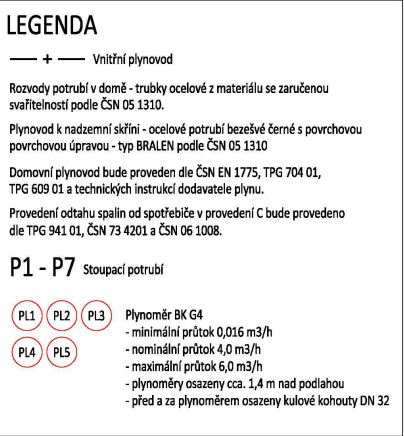 LEGENDA
Vnitřní plynovod
Rozvody potrubí v domě - trubky ocelové z materiálu se zaručenou
svařitelností podle ČSN 05 1310.
Plynovod k nadzemní skříni - ocelové potrubí bezešvé černé s povrchovou
povrchovou úpravou - typ BRALEN podle ČSN 05 1310
Domovní plynovod bude proveden dle ČSN EN 1775, TPG 704 01,
TPG 609 01 a technických instrukcí dodavatele plynu.
Provedení odtahu spalin od spotřebiče v provedení C bude provedeno
dle TPG 941 01, ČSN 73 4201 a ČSN 06 1008.
P1 - P7 Stoupací potrubí
PL1 PL2 PL3 Plynoměr BK G4
- minimální průtok 0,016 m3/h
PL4 PL5 - nominální průtok 4,0 m3/h
- maximální průtok 6,0 m3/h
- plynoměry osazeny cca. 1,4 m nad podlahou
- před a za plynoměrem osazeny kulové kohouty DN 32